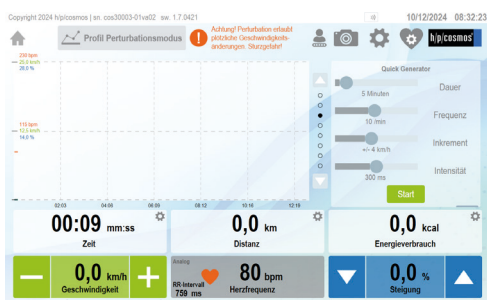 Copyright 2024 h/p/cosmos | sn. cos30003-01va02 sw. 1.7.0421
10/12/2024 08:32:23
Profil Perturbationsmodus
Achtung! Perturbation erlaubt
plötzliche Geschwindigkeits-
änderungen. Sturzgefahr!
h/p/cosmos
230 bpm
25,0 km/h
28,0 %
115 bpm
12,5 km/h
14,0 %
02:03 04:06 06:09 08:12 10:16 12:19
Quick Generator
5 Minuten
Dauer
10 /min
Frequenz
+/- 4 km/h
Inkrement
300 ms
Intensität
Start
00:09 mm:ss
Zeit
0,0 km
Distanz
0,0 kcal
Energieverbrauch
0,0 km/h
Geschwindigkeit
Analog
RR-Intervall
759 ms
80 bpm
Herzfrequenz
0,0 %
Steigung